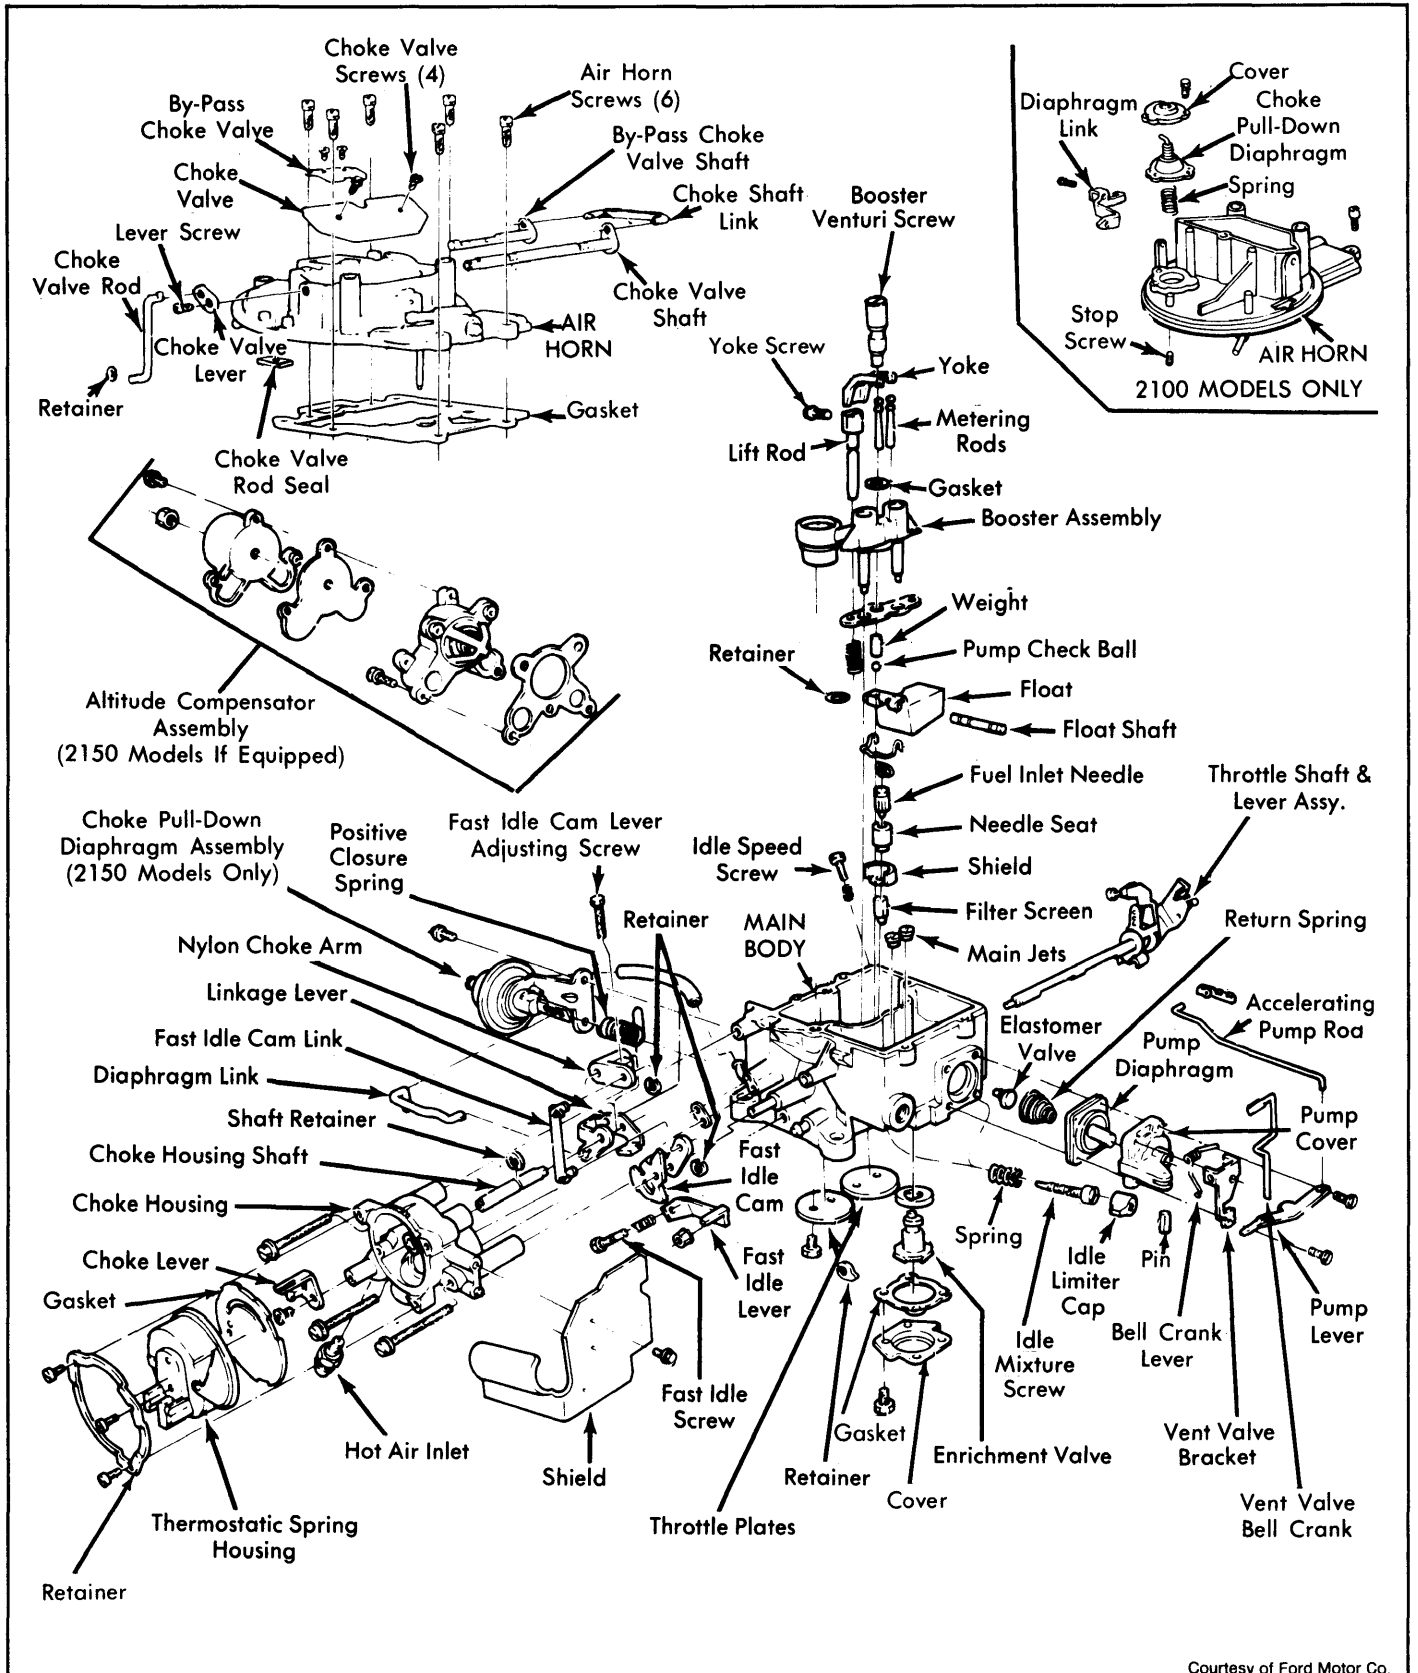 Choke Valve
Screws (4)
Air Horn
Screws (6)
By-Pass
Choke Valve
By-Pass Choke
Valve Shaft
Choke
Valve
Choke Shaft
Link
Lever Screw
Choke
Valve Rod
Choke Valve
Shaft
Choke Valve
Lever
AIR
HORN
Retainer
Gasket
Choke Valve
Rod Seal
Booster
Venturi Screw
Yoke Screw
Yoke
Metering
Rods
Lift Rod
Gasket
Booster Assembly
Cover
Diaphragm
Link
Choke
Pull-Down
Diaphragm
Spring
Stop
Screw
AIR HORN
2100 MODELS ONLY
Weight
Pump Check Ball
Retainer
Float
Float Shaft
Altitude Compensator
Assembly
(2150 Models If Equipped)
Fuel Inlet Needle
Throttle Shaft &
Lever Assy.
Choke Pull-Down
Diaphragm Assembly
(2150 Models Only)
Positive
Closure
Spring
Fast Idle Cam Lever
Adjusting Screw
Needle Seat
Idle Speed
Screw
Shield
Filter Screen
Return Spring
Retainer
MAIN
BODY
Main Jets
Nylon Choke Arm
Linkage Lever
Fast Idle Cam Link
Diaphragm Link
Shaft Retainer
Choke Housing Shaft
Choke Housing
Choke Lever
Gasket
Elastomer
Valve
Accelerating
Pump Rod
Pump
Diaphragm
Pump
Cover
Fast
Idle
Cam
Fast
Idle
Lever
Spring
Idle
Limiter
Cap
Pin
Idle
Mixture
Screw
Bell Crank
Lever
Pump
Lever
Fast Idle
Screw
Hot Air Inlet
Shield
Gasket
Enrichment Valve
Vent Valve
Bracket
Retainer
Cover
Vent Valve
Bell Crank
Throttle Plates
Thermostatic Spring
Housing
Retainer
Courtesy of Ford Motor Co.